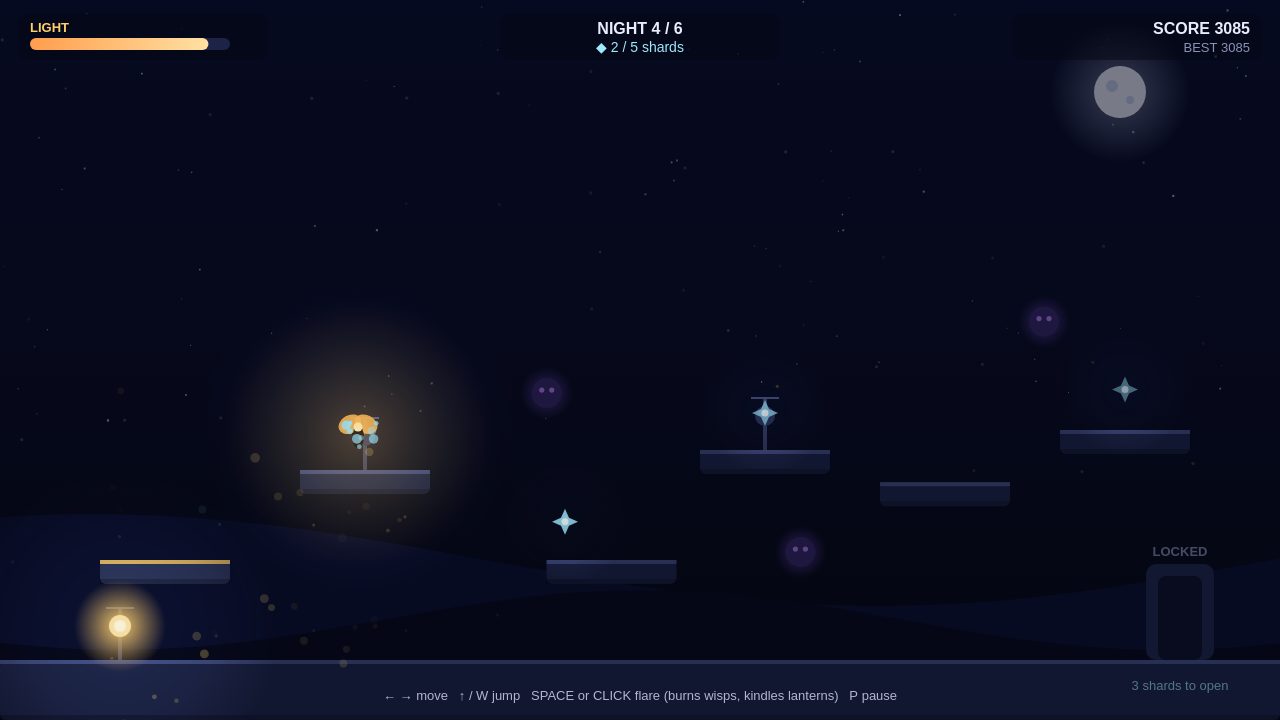 LIGHT
NIGHT 4 / 6
◆ 2 / 5 shards
SCORE 3085
BEST 3085
LOCKED
3 shards to open
← → move ↑ / W jump SPACE or CLICK flare (burns wisps, kindles lanterns) P pause